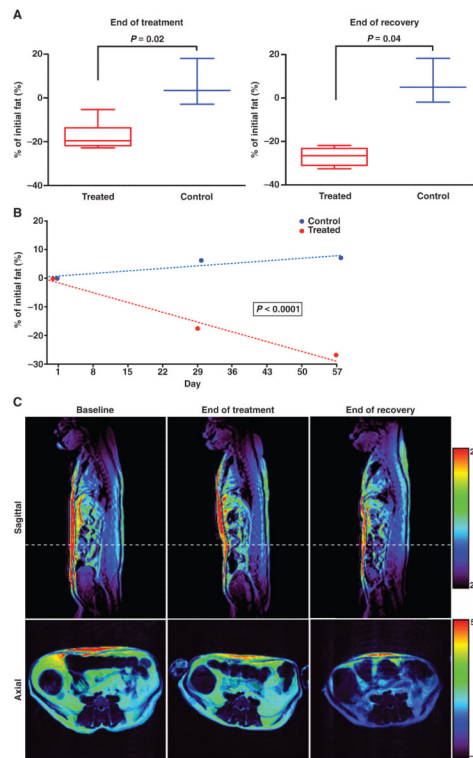 A
End of treatment
End of recovery
P = 0.02
P = 0.04
% of initial fat (%)
20
0
–20
–40
Treated
Control
% of initial fat (%)
20
0
–20
–40
Treated
Control
B
Control
Treated
% of initial fat (%)
20
10
0
–10
–20
–30
P < 0.0001
1 8 15 22 29 36 43 50 57
Day
C
Baseline
End of treatment
End of recovery
Sagittal
Axial